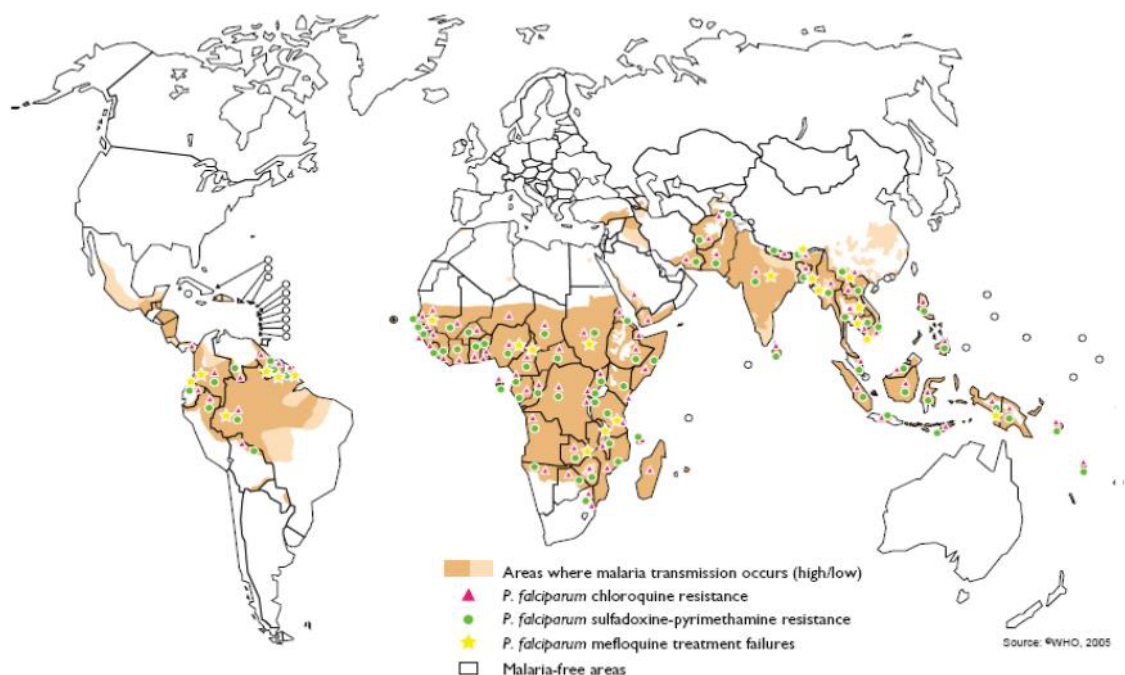 Areas where malaria transmission occurs (high/low)
P. falciparum chloroquine resistance
P. falciparum sulfadoxine-pyrimethamine resistance
P. falciparum mefloquine treatment failures
Malaria-free areas
Source: ©WHO, 2005